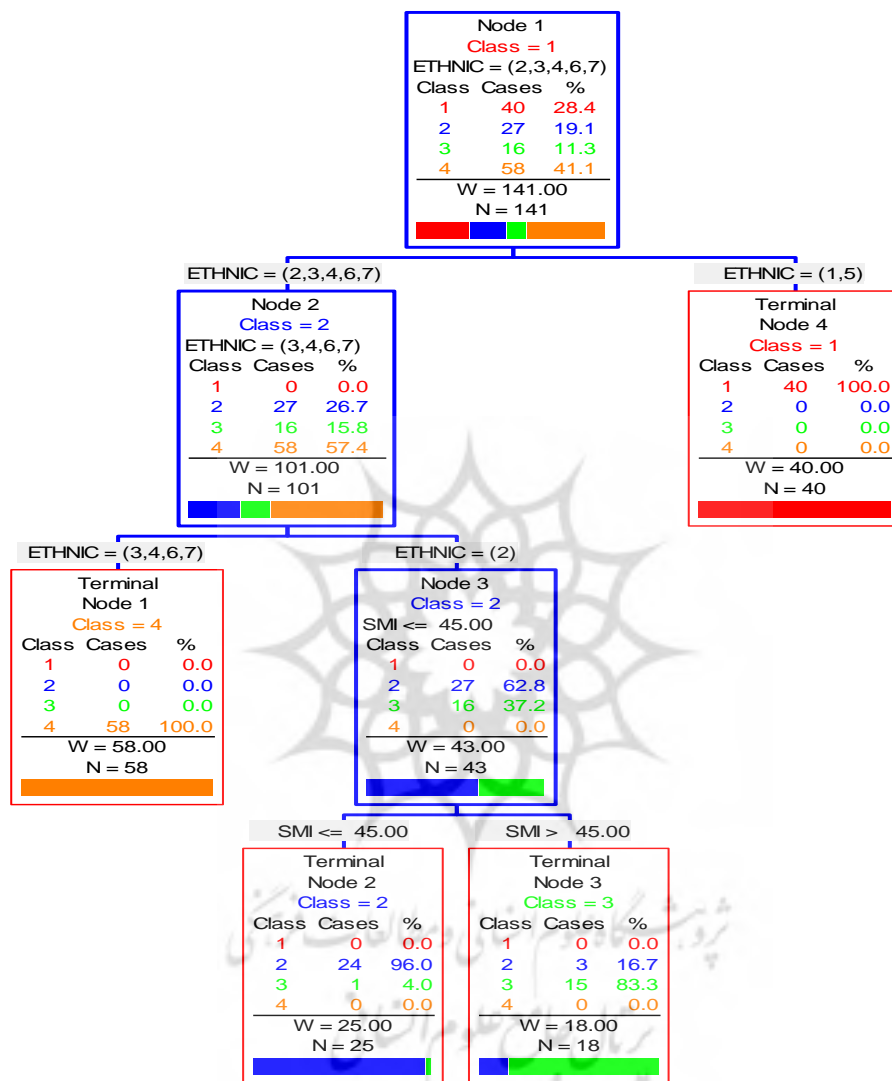 Node 1
Class = 1
ETHNIC = (2,3,4,6,7)
Class Cases %
1 40 28.4
2 27 19.1
3 16 11.3
4 58 41.1
W = 141.00
N = 141
ETHNIC = (2,3,4,6,7)
ETHNIC = (1,5)
Node 2
Class = 2
ETHNIC = (3,4,6,7)
Class Cases %
1 0 0.0
2 27 26.7
3 16 15.8
4 58 57.4
W = 101.00
N = 101
Terminal
Node 4
Class = 1
Class Cases %
1 40 100.0
2 0 0.0
3 0 0.0
4 0 0.0
W = 40.00
N = 40
ETHNIC = (3,4,6,7)
ETHNIC = (2)
Terminal
Node 1
Class = 4
Class Cases %
1 0 0.0
2 0 0.0
3 0 0.0
4 58 100.0
W = 58.00
N = 58
Node 3
Class = 2
SMI <= 45.00
Class Cases %
1 0 0.0
2 27 62.8
3 16 37.2
4 0 0.0
W = 43.00
N = 43
SMI <= 45.00
SMI > 45.00
Terminal
Node 2
Class = 2
Class Cases %
1 0 0.0
2 24 96.0
3 1 4.0
4 0 0.0
W = 25.00
N = 25
Terminal
Node 3
Class = 3
Class Cases %
1 0 0.0
2 3 16.7
3 15 83.3
4 0 0.0
W = 18.00
N = 18
پژوهشگاه علوم انسانی و مطالعات فرهنگی
پرتال جامع علوم انسانی